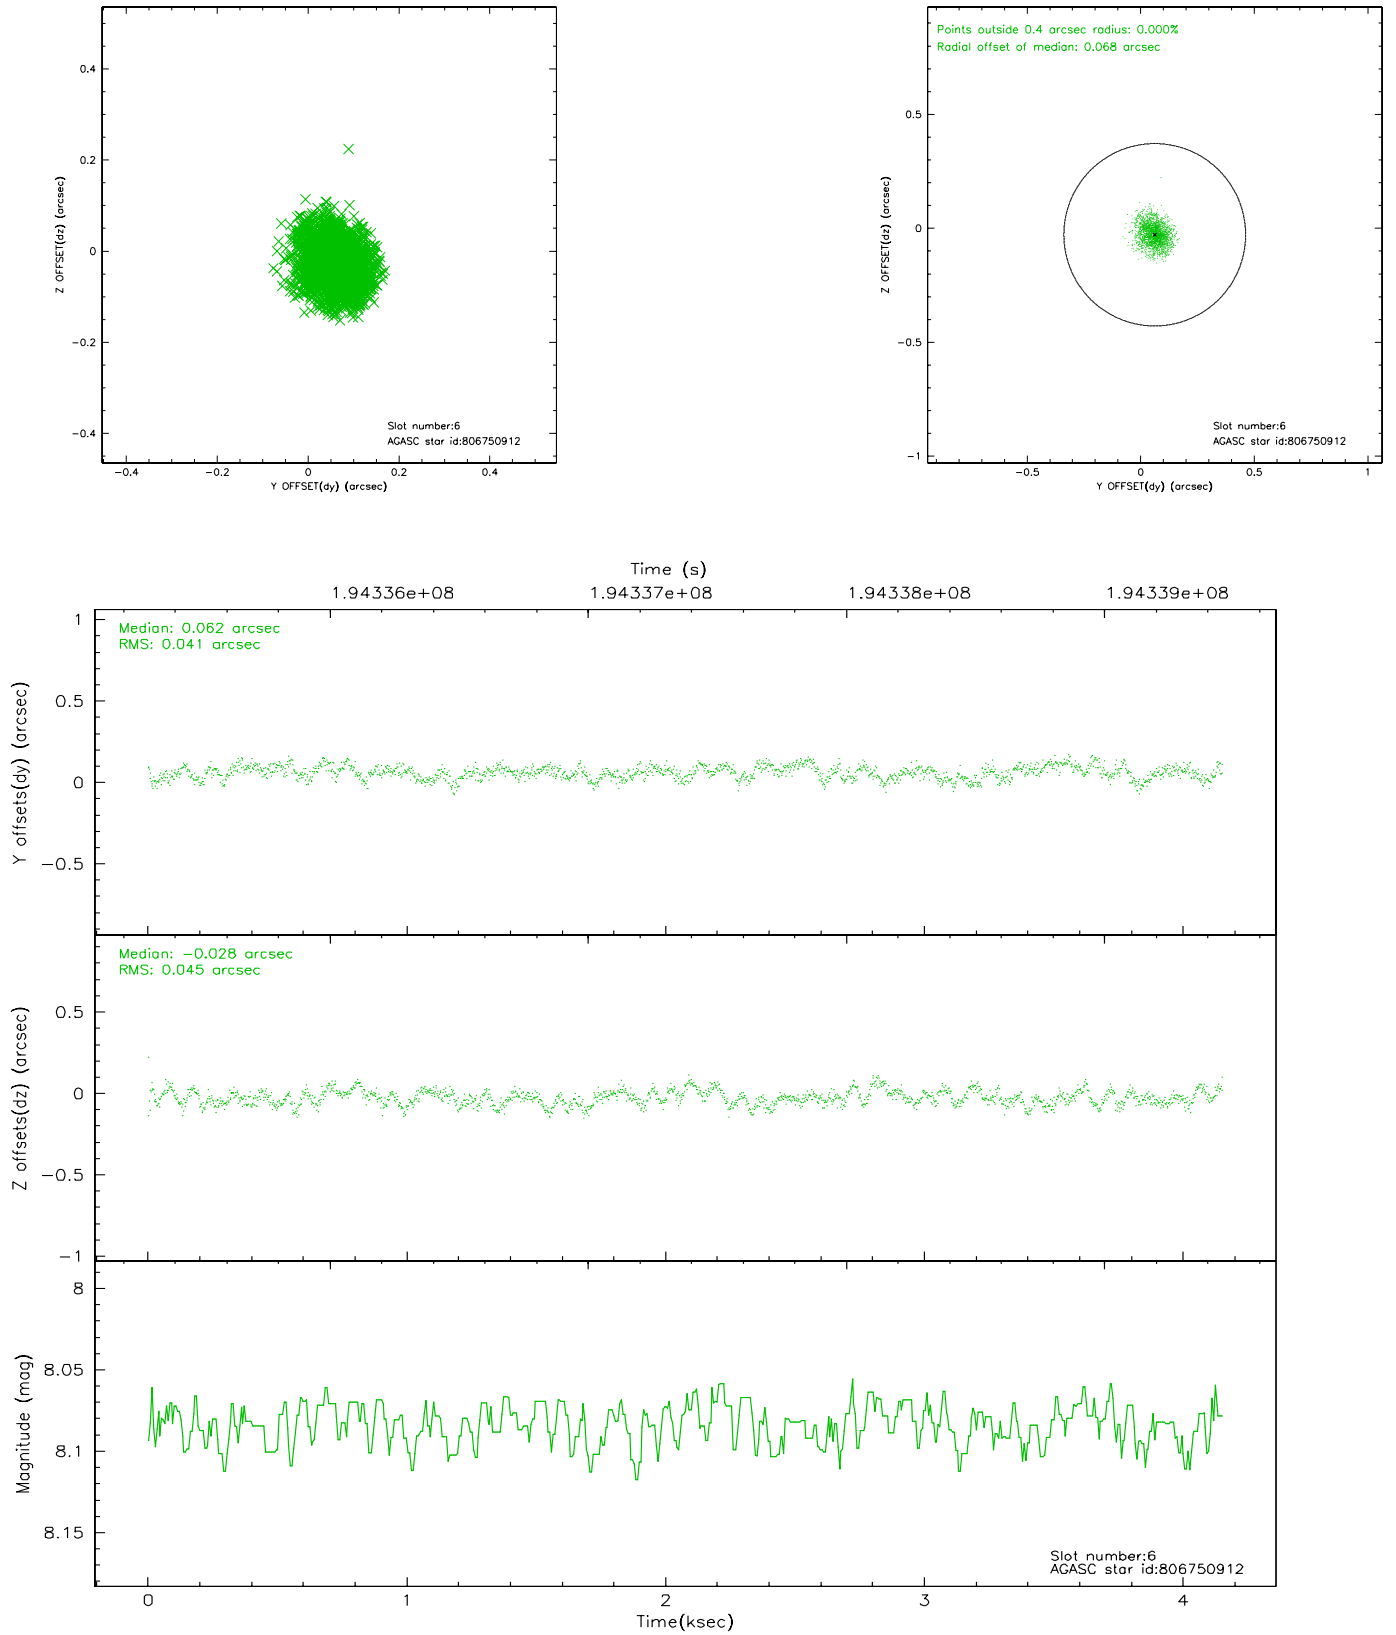 Points outside 0.4 arcsec radius: 0.000%
Radial offset of median: 0.068 arcsec
0.4
0.2
0
−0.2
−0.4
Z OFFSET(dz) (arcsec)
Slot number:6
AGASC star id:806750912
−0.4 −0.2 0 0.2 0.4
Y OFFSET(dy) (arcsec)
0.5
0
−0.5
−1
Z OFFSET(dz) (arcsec)
Slot number:6
AGASC star id:806750912
−0.5 0 0.5 1
Y OFFSET(dy) (arcsec)
Time (s)
1.94336e+08 1.94337e+08 1.94338e+08 1.94339e+08
Median: 0.062 arcsec
RMS: 0.041 arcsec
1
0.5
0
−0.5
Y offsets(dy) (arcsec)
Median: −0.028 arcsec
RMS: 0.045 arcsec
0.5
0
−0.5
−1
Z offsets(dz) (arcsec)
8
8.05
8.1
8.15
Magnitude (mag)
Slot number:6
AGASC star id:806750912
0 1 2 3 4
Time(ksec)